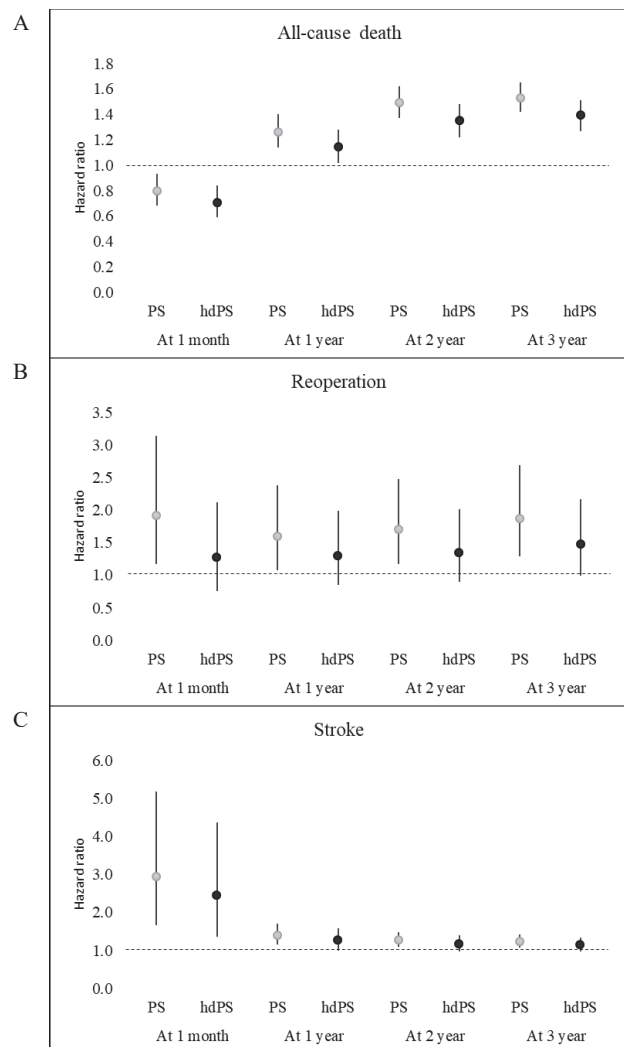 A
All-cause death
Hazard ratio
1.8
1.6
1.4
1.2
1.0
0.8
0.6
0.4
0.2
0.0
PS hdPS PS hdPS PS hdPS PS hdPS
At 1 month At 1 year At 2 year At 3 year
B
Reoperation
Hazard ratio
3.5
3.0
2.5
2.0
1.5
1.0
0.5
0.0
PS hdPS PS hdPS PS hdPS PS hdPS
At 1 month At 1 year At 2 year At 3 year
C
Stroke
Hazard ratio
6.0
5.0
4.0
3.0
2.0
1.0
0.0
PS hdPS PS hdPS PS hdPS PS hdPS
At 1 month At 1 year At 2 year At 3 year